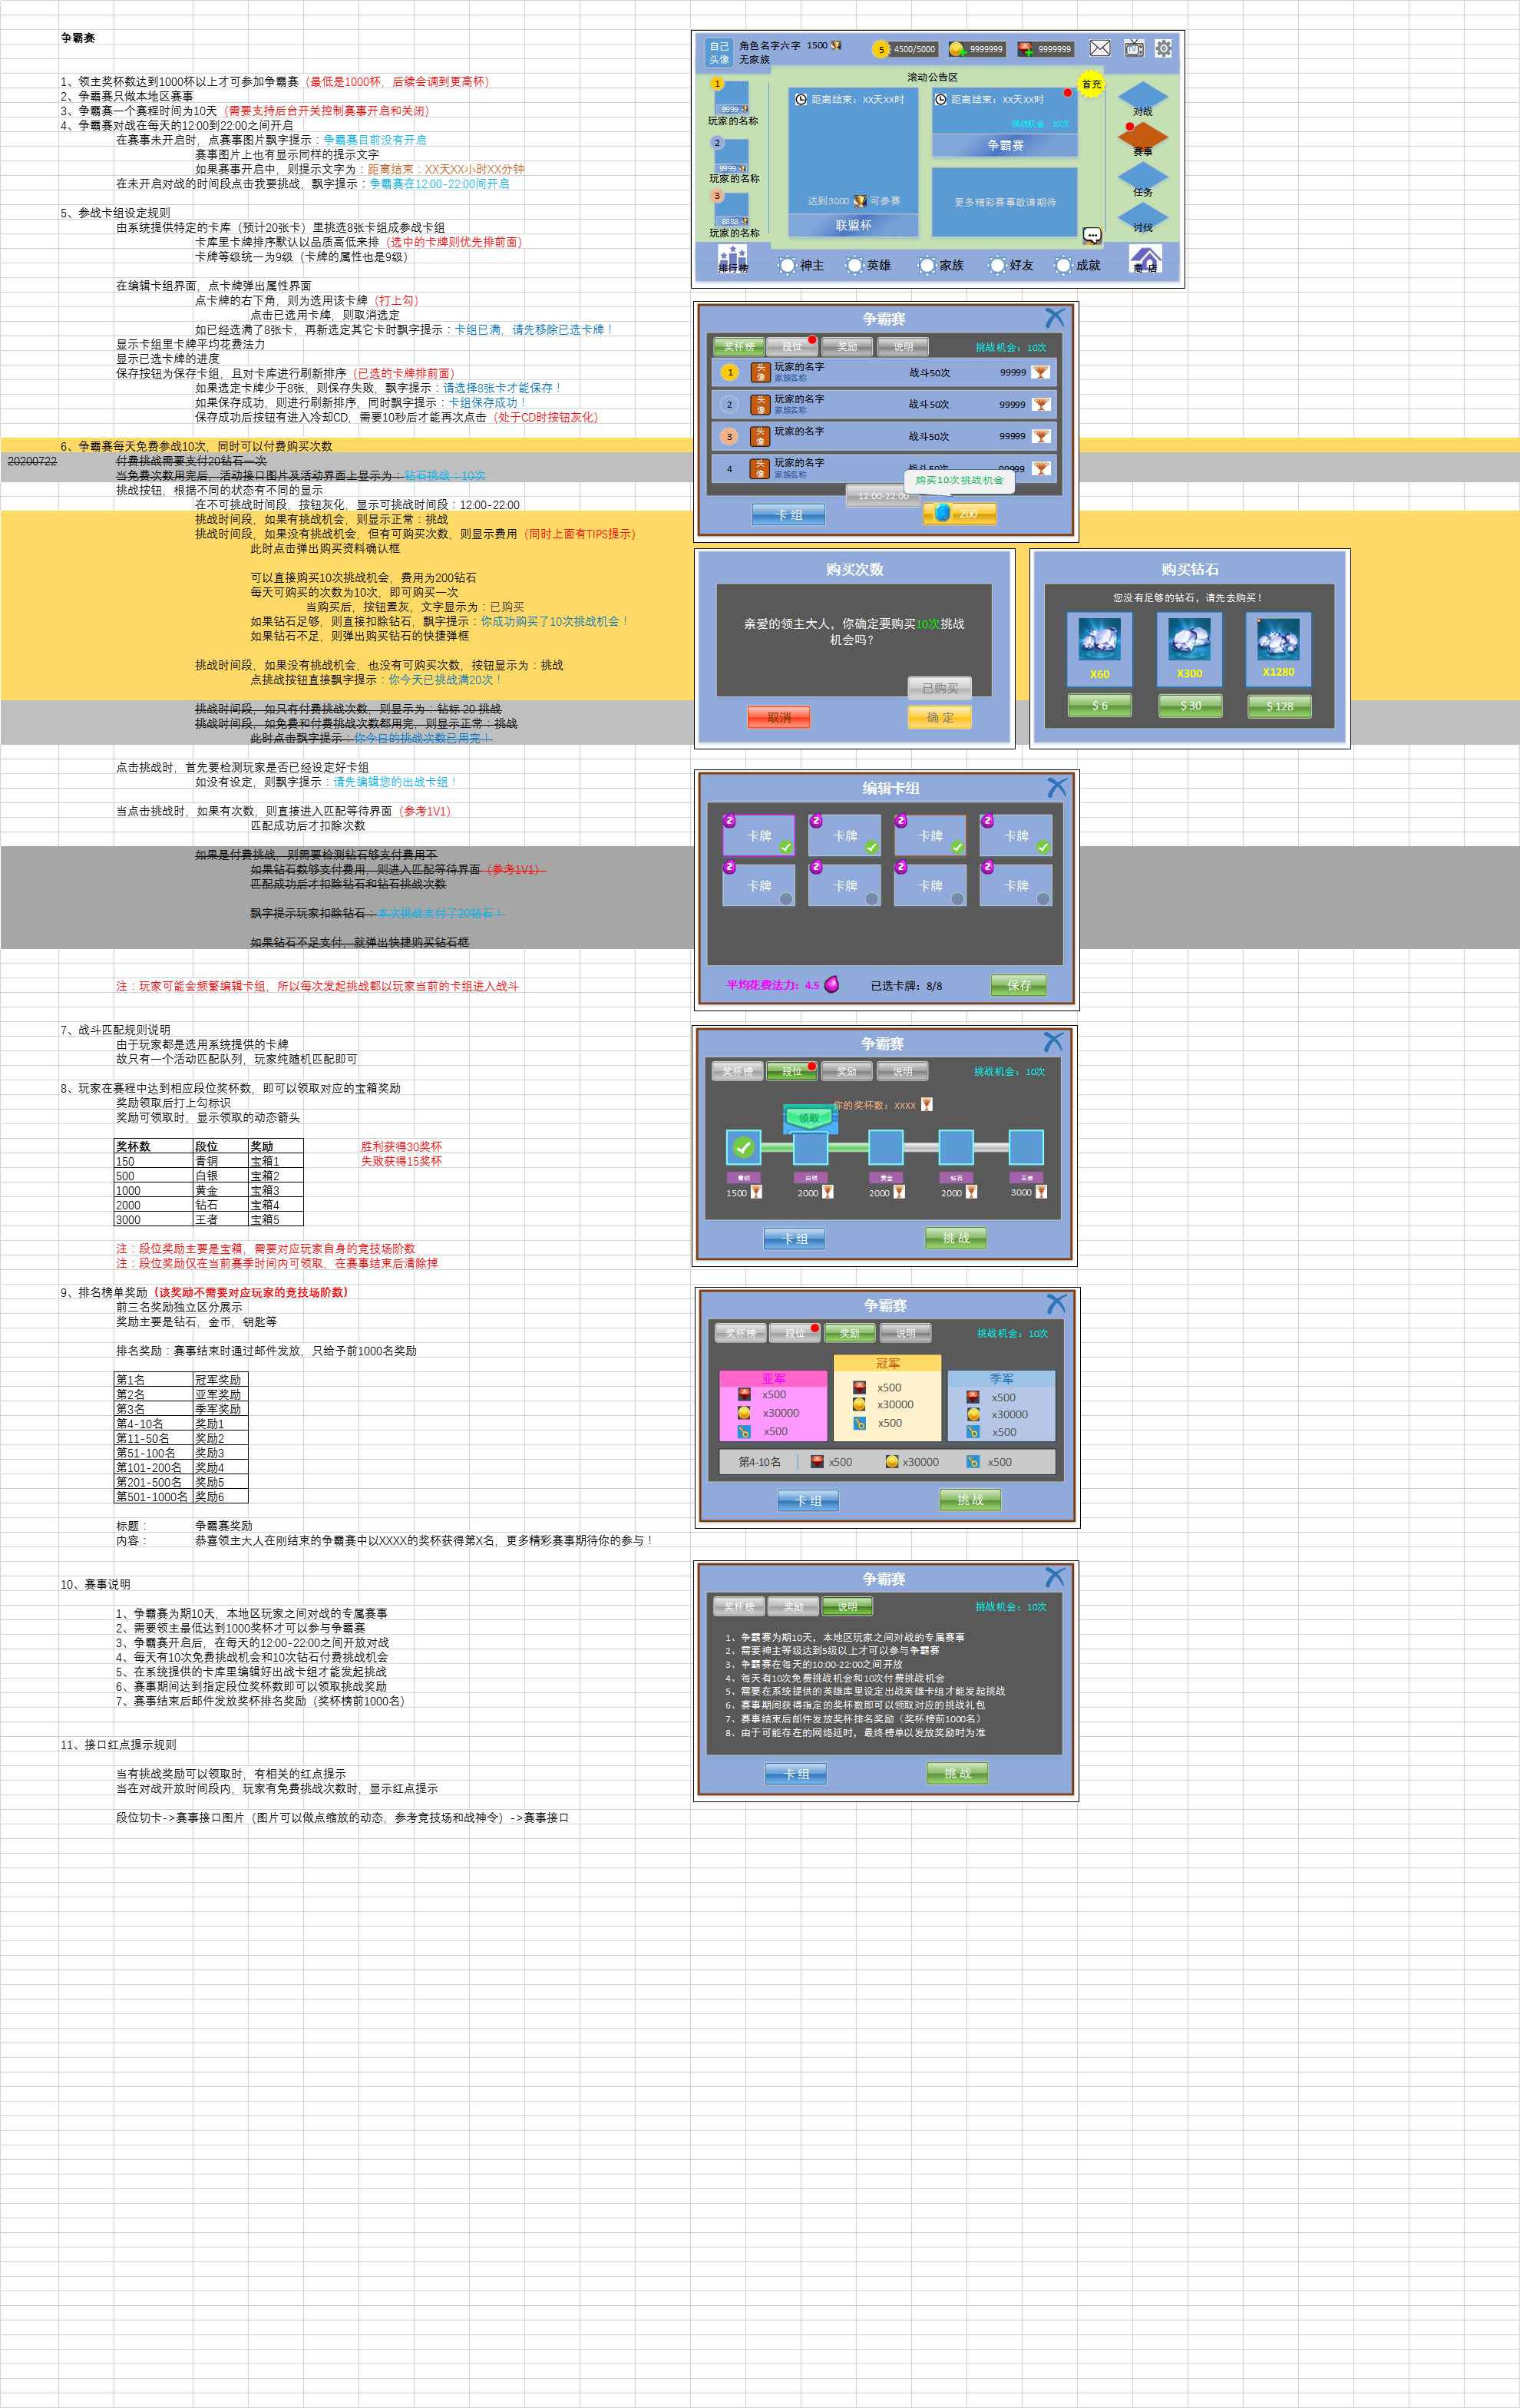 争霸赛
1、领主奖杯数达到1000杯以上才可参加争霸赛（最低是1000杯，后续会调到更高杯）
2、争霸赛只做本地区赛事
3、争霸赛一个赛程时间为10天（需要支持后台开关控制赛事开启和关闭）
4、争霸赛对战在每天的12:00到22:00之间开启
在赛事未开启时，点赛事图片飘字提示：争霸赛目前没有开启
赛事图片上也有显示同样的提示文字
如果赛事开启中，则提示文字为：距离结束：XX天XX小时XX分钟
在未开启对战的时间段点击我要挑战，飘字提示：争霸赛在12:00-22:00间开启
5、参战卡组设定规则
由系统提供特定的卡库（预计20张卡）里挑选8张卡组成参战卡组
卡库里卡牌排序默认以品质高低来排（选中的卡牌则优先排前面）
卡牌等级统一为9级（卡牌的属性也是9级）
在编辑卡组界面，点卡牌弹出属性界面
点卡牌的右下角，则为选用该卡牌（打上勾）
点击已选用卡牌，则取消选定
如已经选满了8张卡，再新选定其它卡时飘字提示：卡组已满，请先移除已选卡牌！
显示卡组里卡牌平均花费法力
显示已选卡牌的进度
保存按钮为保存卡组，且对卡库进行刷新排序（已选的卡牌排前面）
如果选定卡牌少于8张，则保存失败，飘字提示：请选择8张卡才能保存！
如果保存成功，则进行刷新排序，同时飘字提示：卡组保存成功！
保存成功后按钮有进入冷却CD，需要10秒后才能再次点击（处于CD时按钮灰化）
6、争霸赛每天免费参战10次，同时可以付费购买次数
20200722
付费挑战需要支付20钻石一次
当免费次数用完后，活动接口图片及活动界面上显示为：钻石挑战：10次
挑战按钮，根据不同的状态有不同的显示
在不可挑战时间段，按钮灰化，显示可挑战时间段：12:00-22:00
挑战时间段，如果有挑战机会，则显示正常：挑战
挑战时间段，如果没有挑战机会，但有可购买次数，则显示费用（同时上面有TIPS提示）
此时点击弹出购买资料确认框
可以直接购买10次挑战机会，费用为200钻石
每天可购买的次数为10次，即可购买一次
当购买后，按钮置灰，文字显示为：已购买
如果钻石足够，则直接扣除钻石，飘字提示：你成功购买了10次挑战机会！
如果钻石不足，则弹出购买钻石的快捷弹框
挑战时间段，如果没有挑战机会，也没有可购买次数，按钮显示为：挑战
点挑战按钮直接飘字提示：你今天已挑战满20次！
挑战时间段，如只有付费挑战次数，则显示为：钻标 20 挑战
挑战时间段，如免费和付费挑战次数都用完，则显示正常：挑战
此时点击飘字提示：你今日的挑战次数已用完！
点击挑战时，首先要检测玩家是否已经设定好卡组
如没有设定，则飘字提示：请先编辑您的出战卡组！
当点击挑战时，如果有次数，则直接进入匹配等待界面（参考1V1）
匹配成功后才扣除次数
如果是付费挑战，则需要检测钻石够支付费用不
如果钻石数够支付费用，则进入匹配等待界面（参考1V1）
匹配成功后才扣除钻石和钻石挑战次数
飘字提示玩家扣除钻石：本次挑战支付了20钻石！
如果钻石不足支付，就弹出快捷购买钻石框
注：玩家可能会频繁编辑卡组，所以每次发起挑战都以玩家当前的卡组进入战斗
7、战斗匹配规则说明
由于玩家都是选用系统提供的卡牌
故只有一个活动匹配队列，玩家纯随机匹配即可
8、玩家在赛程中达到相应段位奖杯数，即可以领取对应的宝箱奖励
奖励领取后打上勾标识
奖励可领取时，显示领取的动态箭头
奖杯数 段位 奖励
150 青铜 宝箱1 胜利获得30奖杯
500 白银 宝箱2 失败获得15奖杯
1000 黄金 宝箱3
2000 钻石 宝箱4
3000 王者 宝箱5
注：段位奖励主要是宝箱，需要对应玩家自身的竞技场阶数
注：段位奖励仅在当前赛季时间内可领取，在赛事结束后清除掉
9、排名榜单奖励（该奖励不需要对应玩家的竞技场阶数）
前三名奖励独立区分展示
奖励主要是钻石，金币，钥匙等
排名奖励：赛事结束时通过邮件发放，只给予前1000名奖励
第1名 冠军奖励
第2名 亚军奖励
第3名 季军奖励
第4-10名 奖励1
第11-50名 奖励2
第51-100名 奖励3
第101-200名 奖励4
第201-500名 奖励5
第501-1000名 奖励6
标题： 争霸赛奖励
内容： 恭喜领主大人在刚结束的争霸赛中以XXXX的奖杯获得第X名，更多精彩赛事期待你的参与！
10、赛事说明
1、争霸赛为期10天，本地区玩家之间对战的专属赛事
2、需要领主最低达到1000奖杯才可以参与争霸赛
3、争霸赛开启后，在每天的12:00-22:00之间开放对战
4、每天有10次免费挑战机会和10次钻石付费挑战机会
5、在系统提供的卡库里编辑好出战卡组才能发起挑战
6、赛事期间达到指定段位奖杯数即可以领取挑战奖励
7、赛事结束后邮件发放奖杯排名奖励（奖杯榜前1000名）
11、接口红点提示规则
当有挑战奖励可以领取时，有相关的红点提示
当在对战开放时间段内，玩家有免费挑战次数时，显示红点提示
段位切卡->赛事接口图片（图片可以做点缩放的动态，参考竞技场和战神令）->赛事接口
自己头像 角色名字六字 1500
无家族
5 4500/5000 9999999 9999999
滚动公告区
首充
1 9999 玩家的名称
2 9999 玩家的名称
3 8888 玩家的名称
距离结束：XX天XX时
达到3000 可参赛
联盟杯
距离结束：XX天XX时
挑战机会：10次
争霸赛
更多精彩赛事敬请期待
对战
赛事
任务
讨伐
排行榜 神主 英雄 家族 好友 成就 商店
争霸赛
奖杯榜 段位 奖励 说明 挑战机会：10次
1 头像 玩家的名字 家族名称 战斗50次 99999
2 头像 玩家的名字 家族名称 战斗50次 99999
3 头像 玩家的名字 战斗50次 99999
4 头像 玩家的名字 家族名称 战斗50次 99999
购买10次挑战机会
12:00-22:00
卡组 200
购买次数
亲爱的领主大人，你确定要购买10次挑战
机会吗？
已购买
取消 确定
购买钻石
您没有足够的钻石，请先去购买！
X60 X300 X1280
$6 $30 $128
编辑卡组
2 卡牌 2 卡牌 2 卡牌 2 卡牌
2 卡牌 2 卡牌 2 卡牌 2 卡牌
平均花费法力：4.5 已选卡牌：8/8 保存
争霸赛
奖杯榜 段位 奖励 说明 挑战机会：10次
你的奖杯数：XXXX
领取
青铜 白银 黄金 钻石 王者
1500 2000 2000 2000 3000
卡组 挑战
争霸赛
奖杯榜 段位 奖励 说明 挑战机会：10次
亚军 冠军 季军
x500 x500 x500
x30000 x30000 x30000
x500 x500 x500
第4-10名 x500 x30000 x500
卡组 挑战
争霸赛
奖杯榜 奖励 说明 挑战机会：10次
1、争霸赛为期10天，本地区玩家之间对战的专属赛事
2、需要神主等级达到5级以上才可以参与争霸赛
3、争霸赛在每天的10:00-22:00之间开放
4、每天有10次免费挑战机会和10次付费挑战机会
5、需要在系统提供的英雄库里设定出战英雄卡组才能发起挑战
6、赛事期间获得指定的奖杯数即可以领取对应的挑战礼包
7、赛事结束后邮件发放奖杯排名奖励（奖杯榜前1000名）
8、由于可能存在的网络延时，最终榜单以发放奖励时为准
卡组 挑战